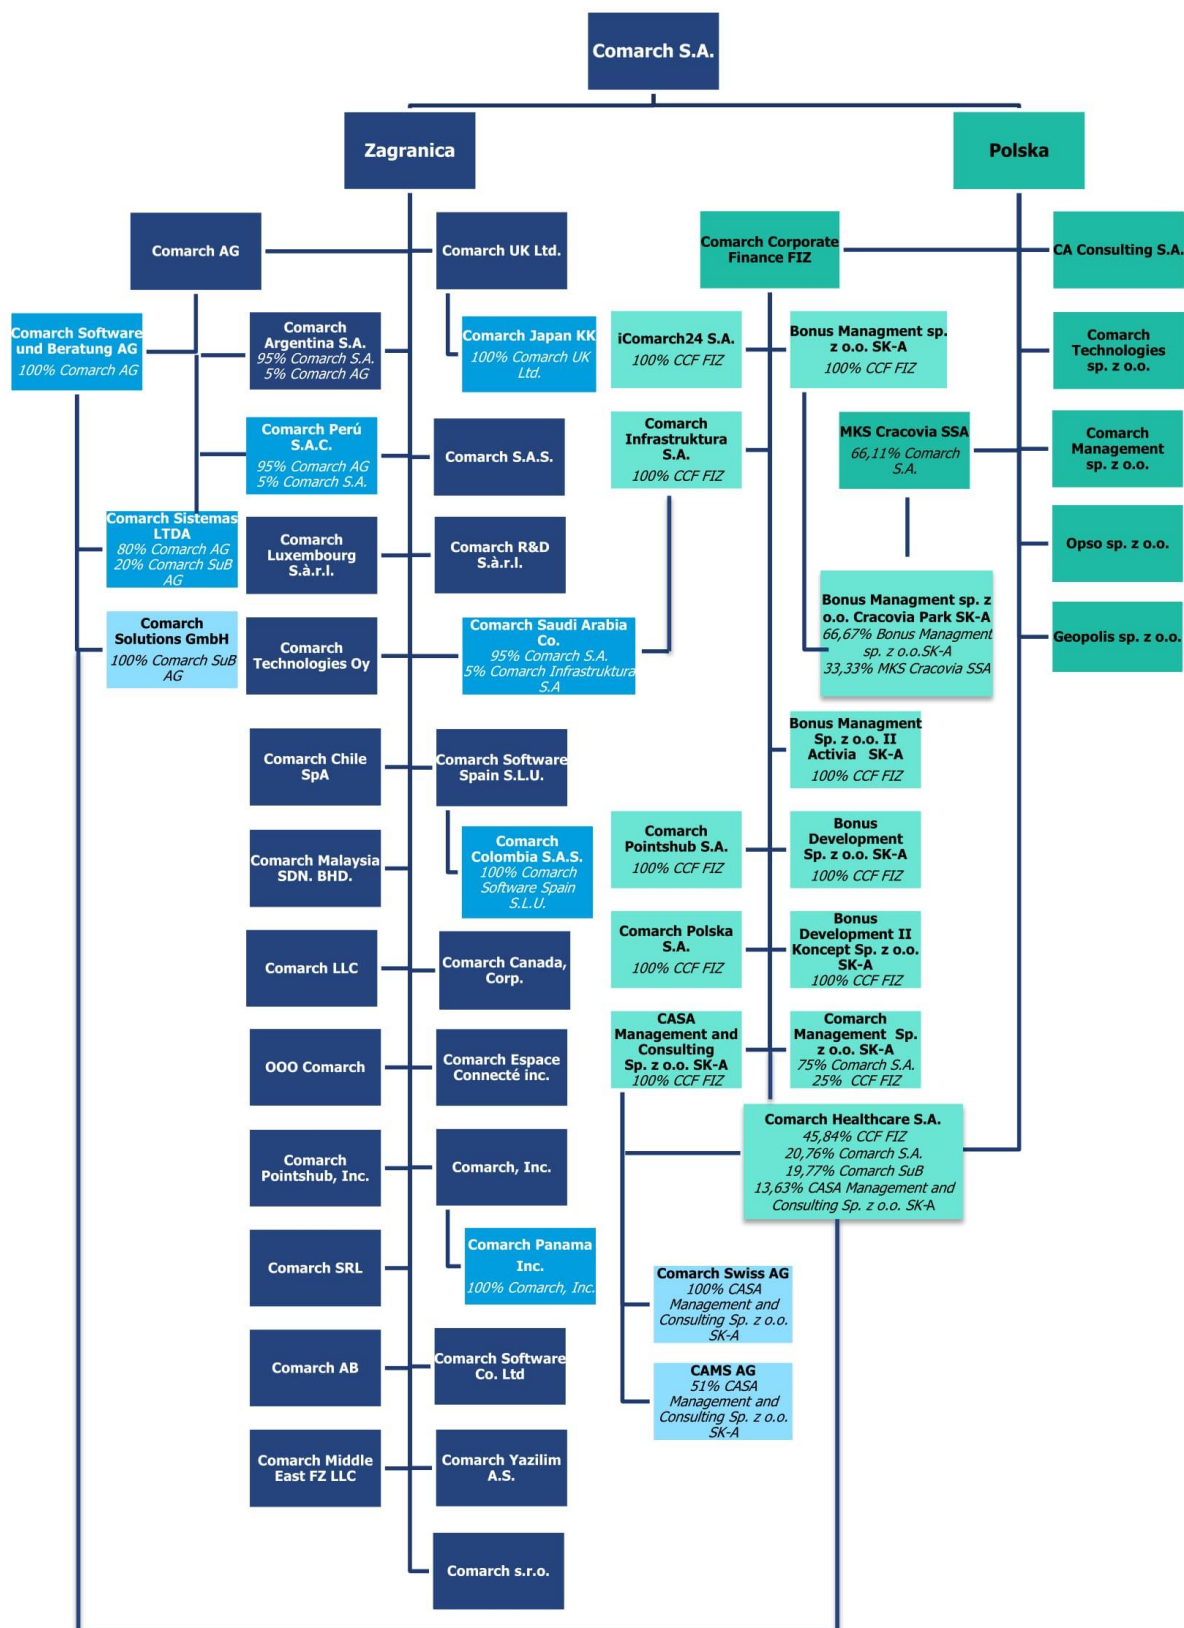 Comarch S.A.
Zagranica
Polska
Comarch AG
Comarch UK Ltd.
Comarch Corporate
Finance FIZ
CA Consulting S.A.
Comarch Software
und Beratung AG
100% Comarch AG
Comarch
Argentina S.A.
95% Comarch S.A.
5% Comarch AG
Comarch Japan KK
100% Comarch UK
Ltd.
iComarch24 S.A.
100% CCF FIZ
Bonus Managment sp.
z o.o. SK-A
100% CCF FIZ
Comarch
Technologies
sp. z o.o.
Comarch Perú
S.A.C.
95% Comarch AG
5% Comarch S.A.
Comarch S.A.S.
Comarch
Infrastruktura
S.A.
100% CCF FIZ
MKS Cracovia SSA
66,11% Comarch
S.A.
Comarch
Management
sp. z o.o.
Comarch Sistemas
LTDA
80% Comarch AG
20% Comarch SuB
AG
Comarch
Luxembourg
S.à.r.l.
Comarch R&D
S.à.r.l.
Opso sp. z o.o.
Comarch
Solutions GmbH
100% Comarch SuB
AG
Comarch
Technologies Oy
Comarch Saudi Arabia
Co.
95% Comarch S.A.
5% Comarch Infrastruktura
S.A
Bonus Managment sp. z
o.o. Cracovia Park SK-A
66,67% Bonus Managment
sp. z o.o.SK-A
33,33% MKS Cracovia SSA
Geopolis sp. z o.o.
Comarch Chile
SpA
Comarch Software
Spain S.L.U.
Bonus Managment
Sp. z o.o. II
Activia SK-A
100% CCF FIZ
Comarch Malaysia
SDN. BHD.
Comarch
Colombia S.A.S.
100% Comarch
Software Spain
S.L.U.
Comarch
Pointshub S.A.
100% CCF FIZ
Bonus
Development
Sp. z o.o. SK-A
100% CCF FIZ
Comarch LLC
Comarch Canada,
Corp.
Comarch Polska
S.A.
100% CCF FIZ
Bonus
Development II
Koncept Sp. z o.o.
SK-A
100% CCF FIZ
OOO Comarch
Comarch Espace
Connecté inc.
CASA
Management and
Consulting
Sp. z o.o. SK-A
100% CCF FIZ
Comarch
Management Sp.
z o.o. SK-A
75% Comarch S.A.
25% CCF FIZ
Comarch
Pointshub, Inc.
Comarch, Inc.
Comarch Healthcare S.A.
45,84% CCF FIZ
20,76% Comarch S.A.
19,77% Comarch SuB
13,63% CASA Management and
Consulting Sp. z o.o. SK-A
Comarch SRL
Comarch Panama
Inc.
100% Comarch, Inc.
Comarch Swiss AG
100% CASA
Management and
Consulting Sp. z o.o.
SK-A
Comarch AB
Comarch Software
Co. Ltd
CAMS AG
51% CASA
Management and
Consulting Sp. z o.o.
SK-A
Comarch Middle
East FZ LLC
Comarch Yazilim
A.S.
Comarch s.r.o.